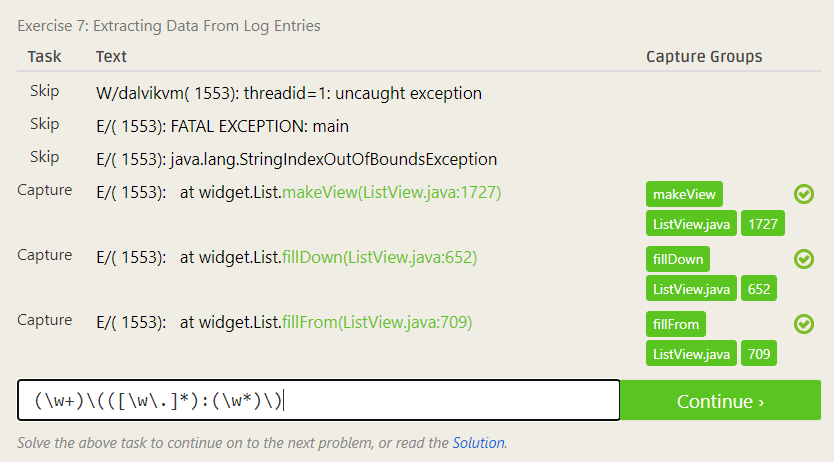 Exercise 7: Extracting Data From Log Entries
Task Text Capture Groups
Skip W/dalvikvm( 1553): threadid=1: uncaught exception
Skip E/( 1553): FATAL EXCEPTION: main
Skip E/( 1553): java.lang.StringIndexOutOfBoundsException
Capture E/( 1553):   at widget.List.makeView(ListView.java:1727) makeView
ListView.java 1727
Capture E/( 1553):   at widget.List.fillDown(ListView.java:652) fillDown
ListView.java 652
Capture E/( 1553):   at widget.List.fillFrom(ListView.java:709) fillFrom
ListView.java 709
(\w+)\(([\w\.]*):(\w*)\) Continue ›
Solve the above task to continue on to the next problem, or read the Solution.